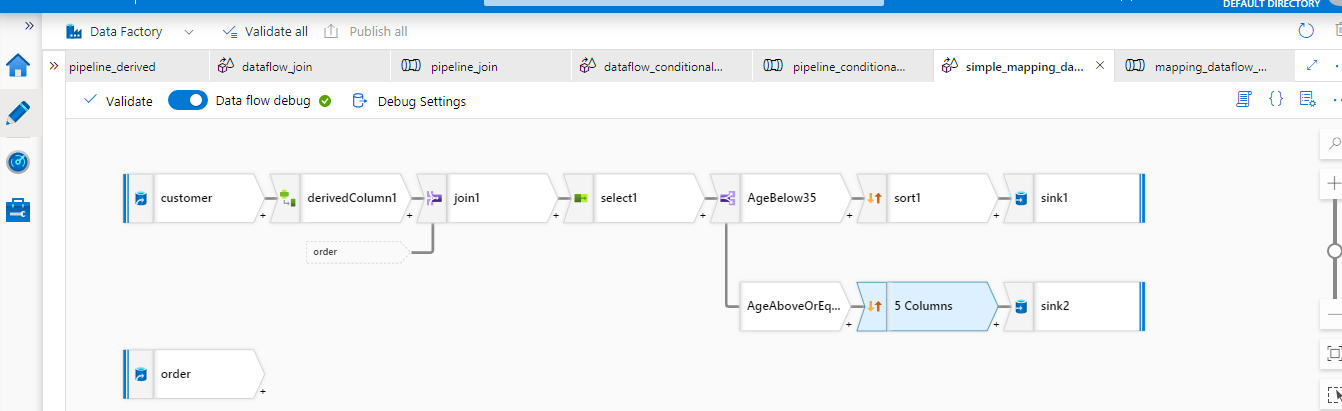 DEFAULT DIRECTORY
Data Factory Validate all Publish all
pipeline_derived dataflow_join pipeline_join dataflow_conditional... pipeline_conditiona... simple_mapping_da... mapping_dataflow_...
Validate Data flow debug Debug Settings
customer derivedColumn1 join1 select1 AgeBelow35 sort1 sink1
order
AgeAboveOrEq... 5 Columns sink2
order